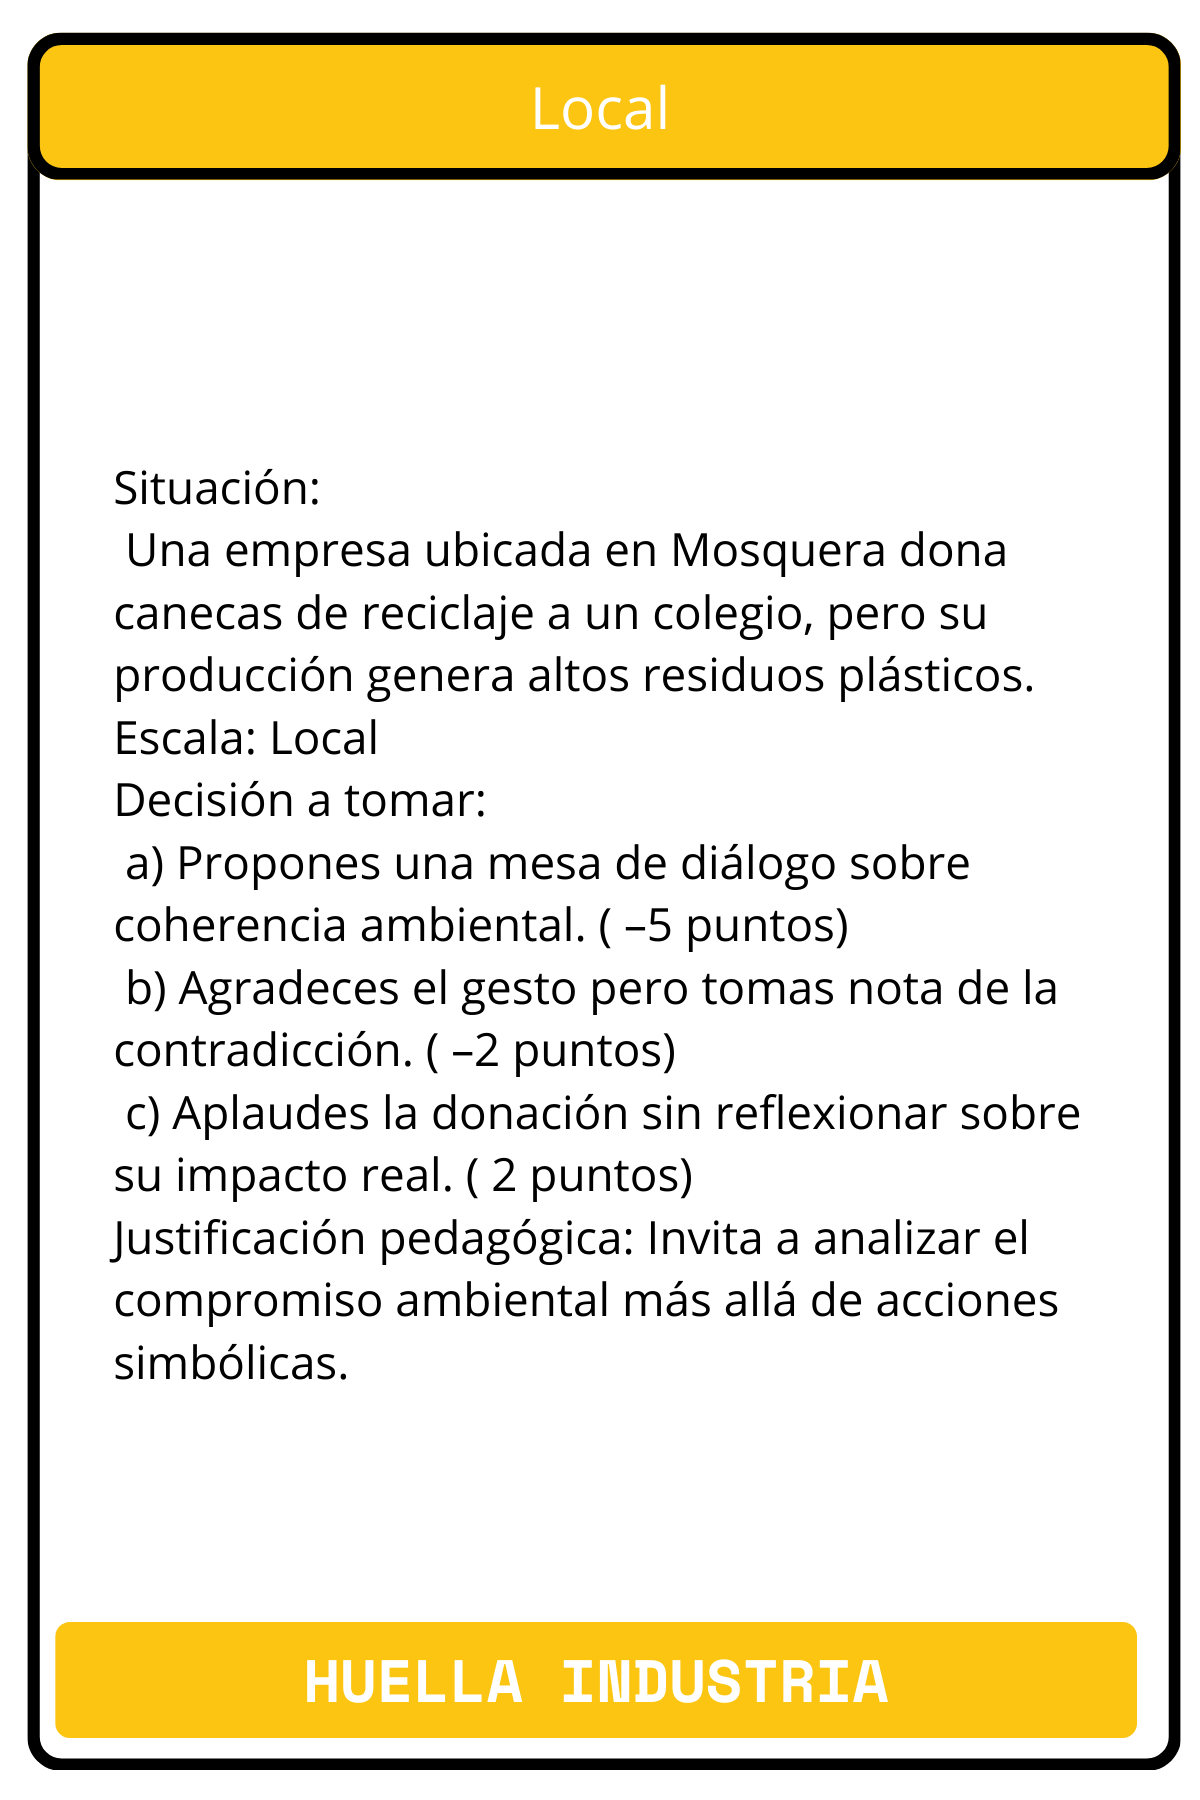 Local
Situación:
Una empresa ubicada en Mosquera dona
canecas de reciclaje a un colegio, pero su
producción genera altos residuos plásticos.
Escala: Local
Decisión a tomar:
a) Propones una mesa de diálogo sobre
coherencia ambiental. ( –5 puntos)
b) Agradeces el gesto pero tomas nota de la
contradicción. ( –2 puntos)
c) Aplaudes la donación sin reflexionar sobre
su impacto real. ( 2 puntos)
Justificación pedagógica: Invita a analizar el
compromiso ambiental más allá de acciones
simbólicas.
HUELLA INDUSTRIA